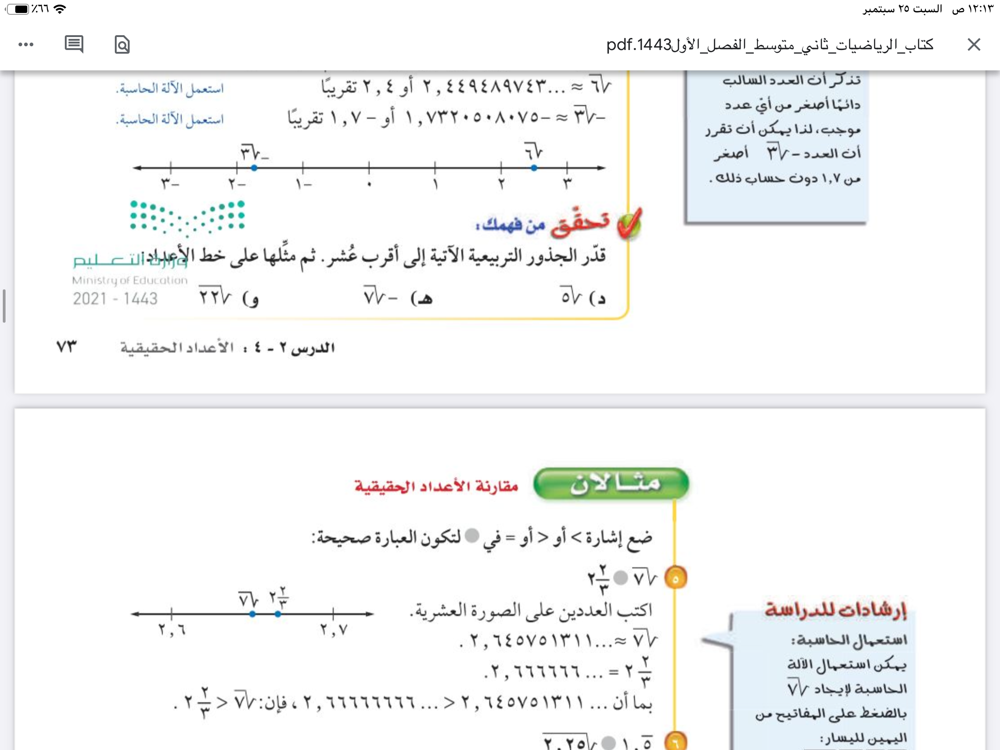 ١٢:١٣ ص السبت ٢٥ سبتمبر
٪٦٦
كتاب_الرياضيات_ثاني_متوسط_الفصل_الأول1443.pdf
√٦ ≈ ...٢,٤٤٩٤٨٩٧٤٣ أو ٢,٤ تقريبًا استعمل الآلة الحاسبة.
–√٣ ≈ –١,٧٣٢٠٥٠٨٠٧٥ أو – ١,٧ تقريبًا استعمل الآلة الحاسبة.
–√٣ √٦
–٣ –٢ –١ ٠ ١ ٢ ٣
تذكر أن العدد السالب
دائمًا أصغر من أيّ عدد
موجب، لذا يمكن أن تقرر
أن العدد –√٣ أصغر
من ١,٧ دون حساب ذلك.
تحقَّق من فهمك:
قدّر الجذور التربيعية الآتية إلى أقرب عُشر. ثم مثِّلها على خط الأعداد:
د) √٥ هـ) –√٧ و) √٢٢
وزارة التعليم
Ministry of Education
2021 - 1443
الدرس ٢ - ٤ : الأعداد الحقيقية ٧٣
مثالان مقارنة الأعداد الحقيقية
ضع إشارة > أو < أو = في ● لتكون العبارة صحيحة:
٥ √٧ ● ٢ ٢/٣
اكتب العددين على الصورة العشرية.
√٧ ≈...٢,٦٤٥٧٥١٣١١ .
٢ ٢/٣ = ... ٢,٦٦٦٦٦٦.
بما أن ... ٢,٦٤٥٧٥١٣١١ < ... ٢,٦٦٦٦٦٦٦٦ ، فإن: √٧ < ٢ ٢/٣ .
√٧ ٢ ٢/٣
٢,٦ ٢,٧
٦ ١,٥̅ ● √٢,٢٥
إرشادات للدراسة
استعمال الحاسبة:
يمكن استعمال الآلة
الحاسبة لإيجاد √٧
بالضغط على المفاتيح من
اليمين لليسار: